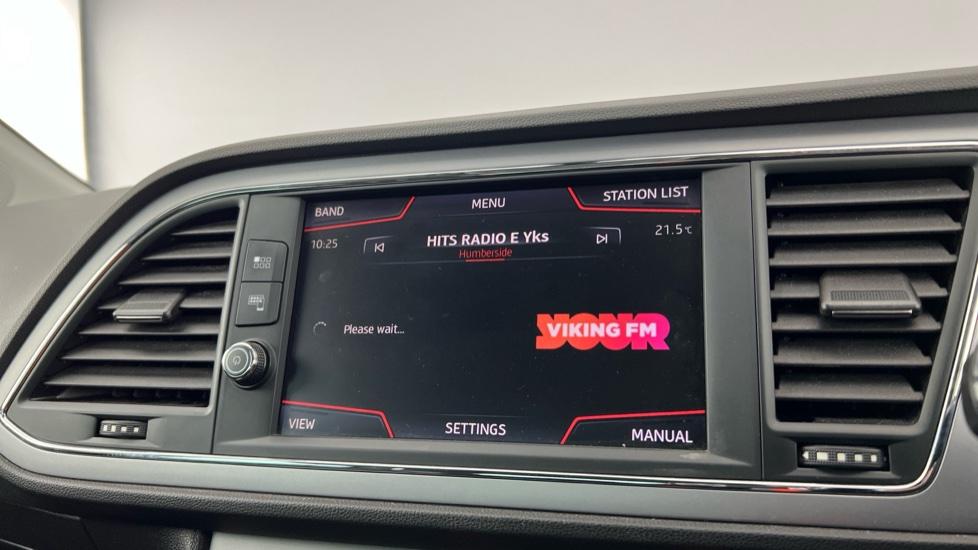 BAND
MENU
STATION LIST
10:25
HITS RADIO E Yks
21.5°C
Humberside
Please wait...
YOUR
VIKING FM
VIEW
SETTINGS
MANUAL